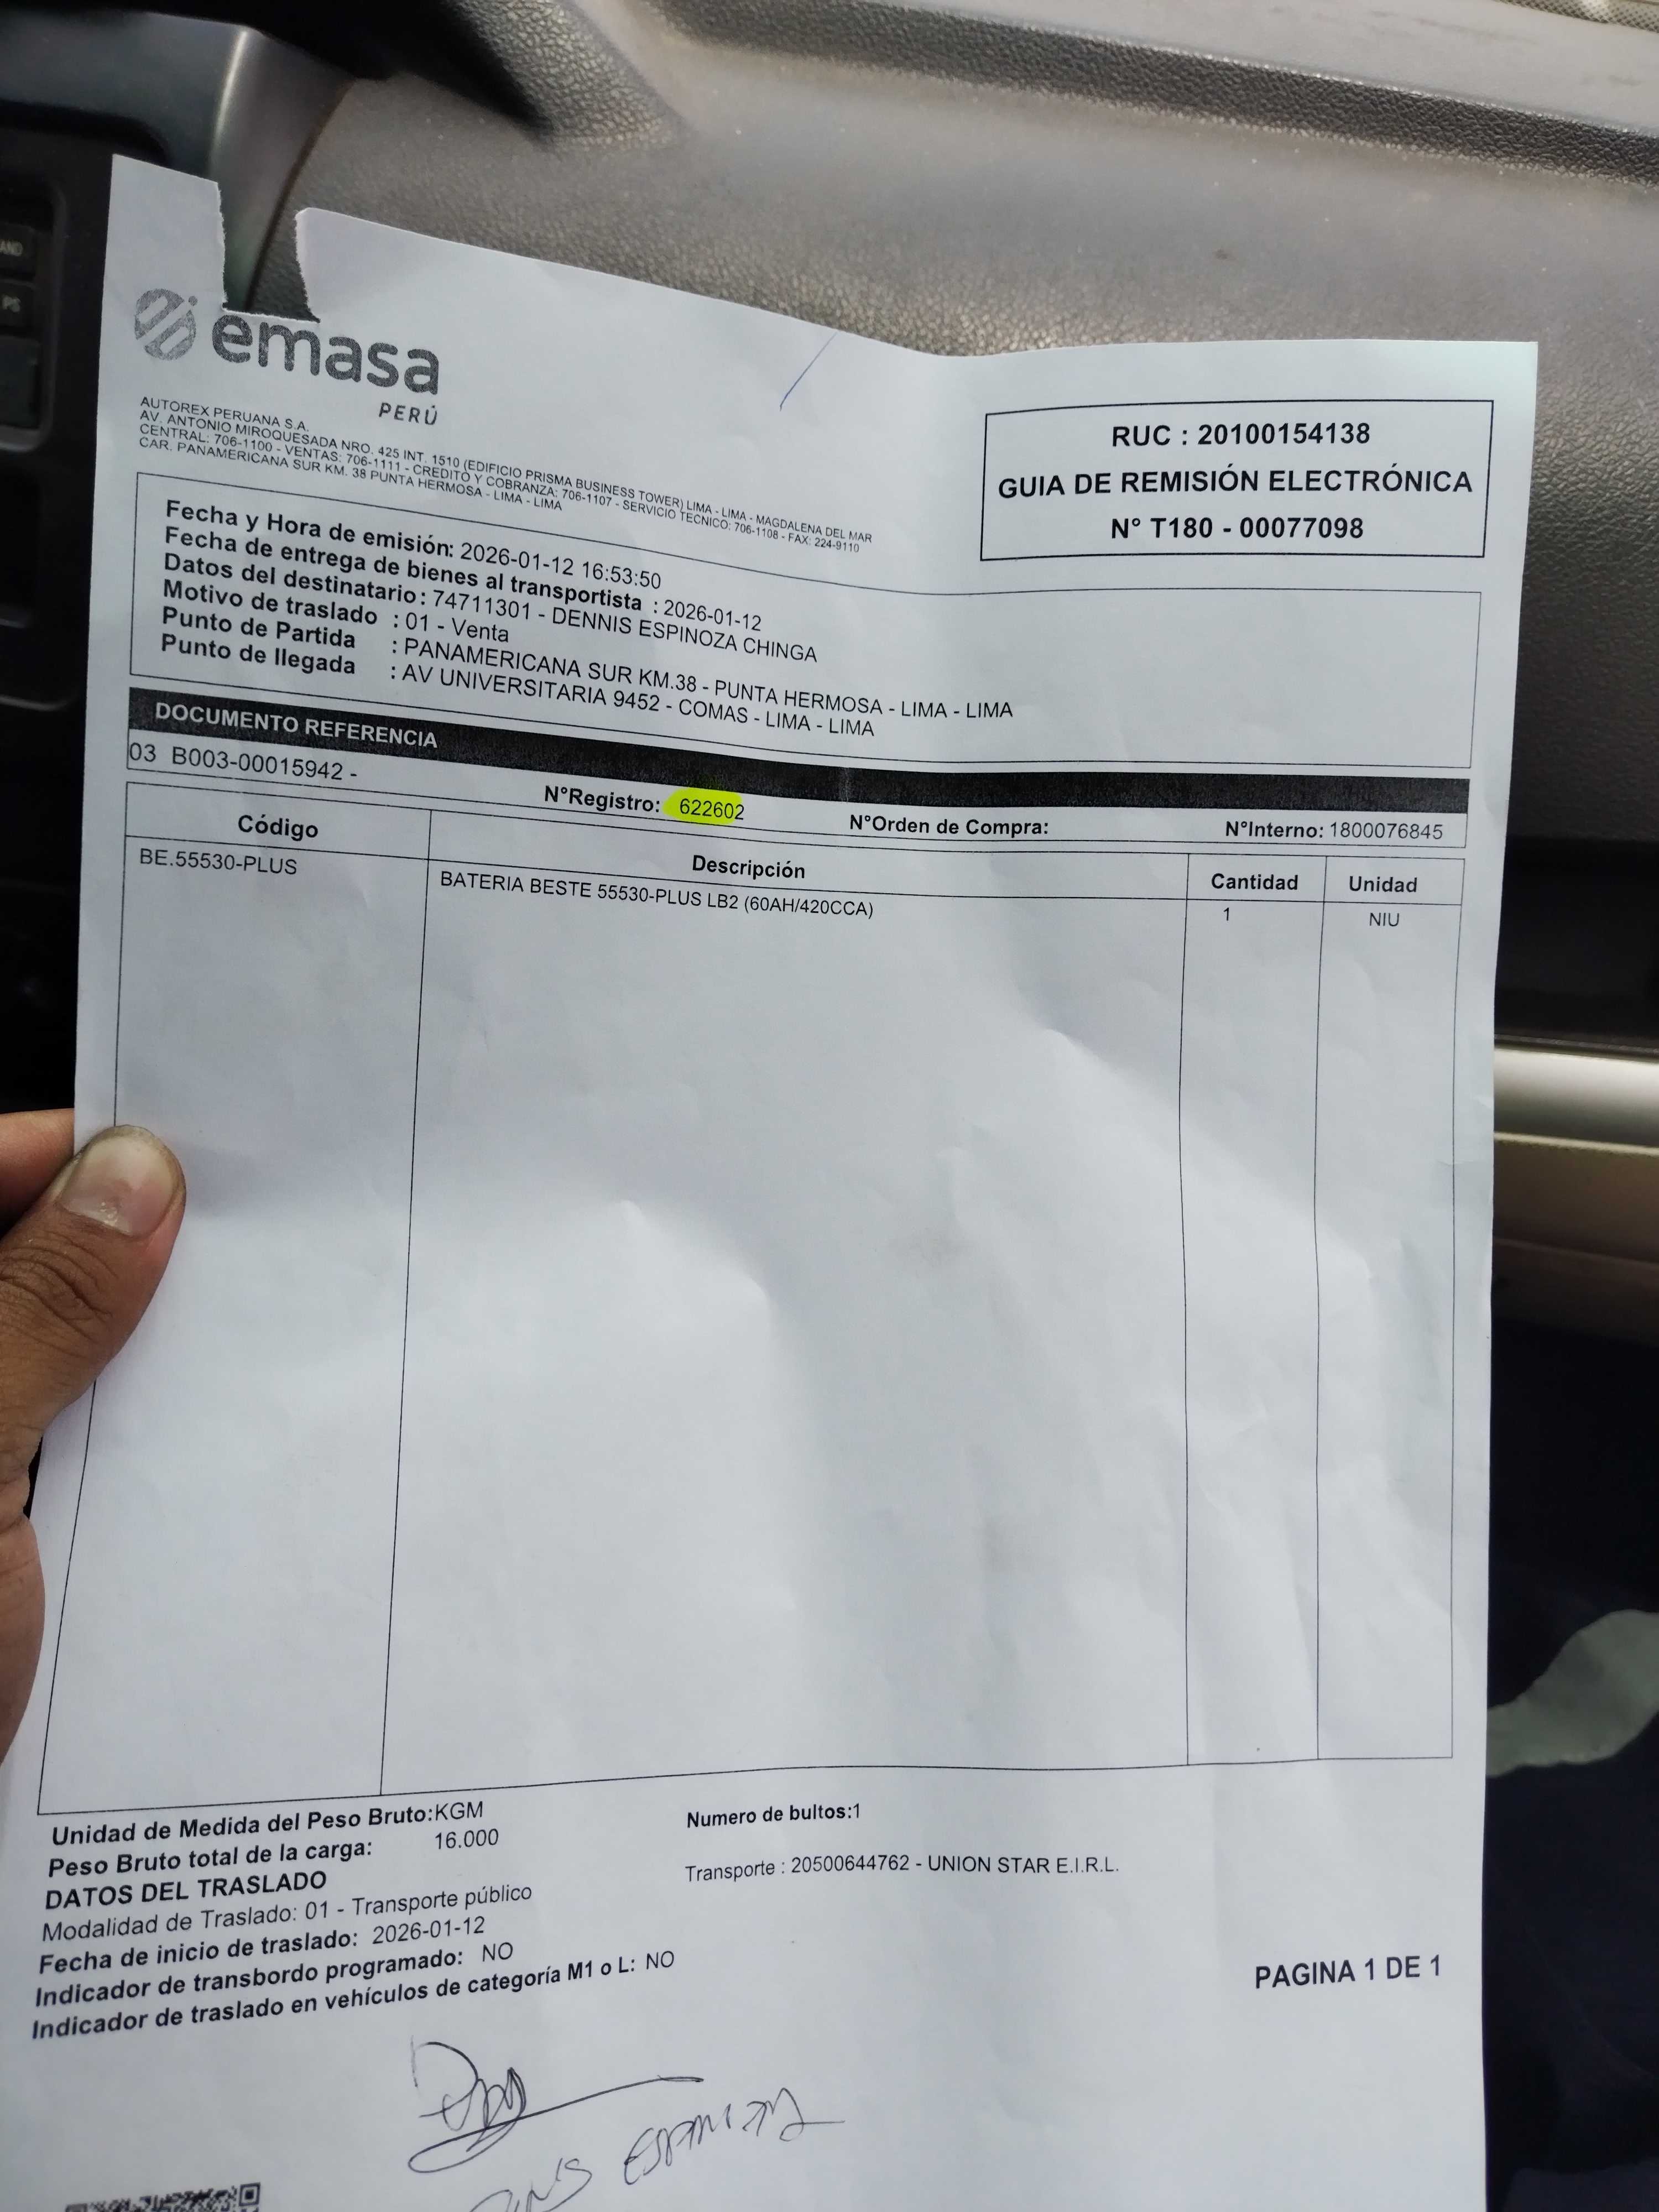 AND
PS
emasa
PERÚ
AUTOREX PERUANA S.A.
AV. ANTONIO MIROQUESADA NRO. 425 INT. 1510 (EDIFICIO PRISMA BUSINESS TOWER) LIMA - LIMA - MAGDALENA DEL MAR
CENTRAL: 706-1100 - VENTAS: 706-1111 - CREDITO Y COBRANZA: 706-1107 - SERVICIO TECNICO: 706-1108 - FAX: 224-9110
CAR. PANAMERICANA SUR KM. 38 PUNTA HERMOSA - LIMA - LIMA
RUC : 20100154138
GUIA DE REMISIÓN ELECTRÓNICA
N° T180 - 00077098
Fecha y Hora de emisión: 2026-01-12 16:53:50
Fecha de entrega de bienes al transportista : 2026-01-12
Datos del destinatario : 74711301 - DENNIS ESPINOZA CHINGA
Motivo de traslado : 01 - Venta
Punto de Partida : PANAMERICANA SUR KM.38 - PUNTA HERMOSA - LIMA - LIMA
Punto de llegada : AV UNIVERSITARIA 9452 - COMAS - LIMA - LIMA
DOCUMENTO REFERENCIA
03 B003-00015942 -
N°Registro: 622602 N°Orden de Compra: N°Interno: 1800076845
Código Descripción Cantidad Unidad
BE.55530-PLUS BATERIA BESTE 55530-PLUS LB2 (60AH/420CCA) 1 NIU
Unidad de Medida del Peso Bruto:KGM Numero de bultos:1
Peso Bruto total de la carga: 16.000
DATOS DEL TRASLADO Transporte : 20500644762 - UNION STAR E.I.R.L.
Modalidad de Traslado: 01 - Transporte público
Fecha de inicio de traslado: 2026-01-12
Indicador de transbordo programado: NO
Indicador de traslado en vehículos de categoría M1 o L: NO
PAGINA 1 DE 1